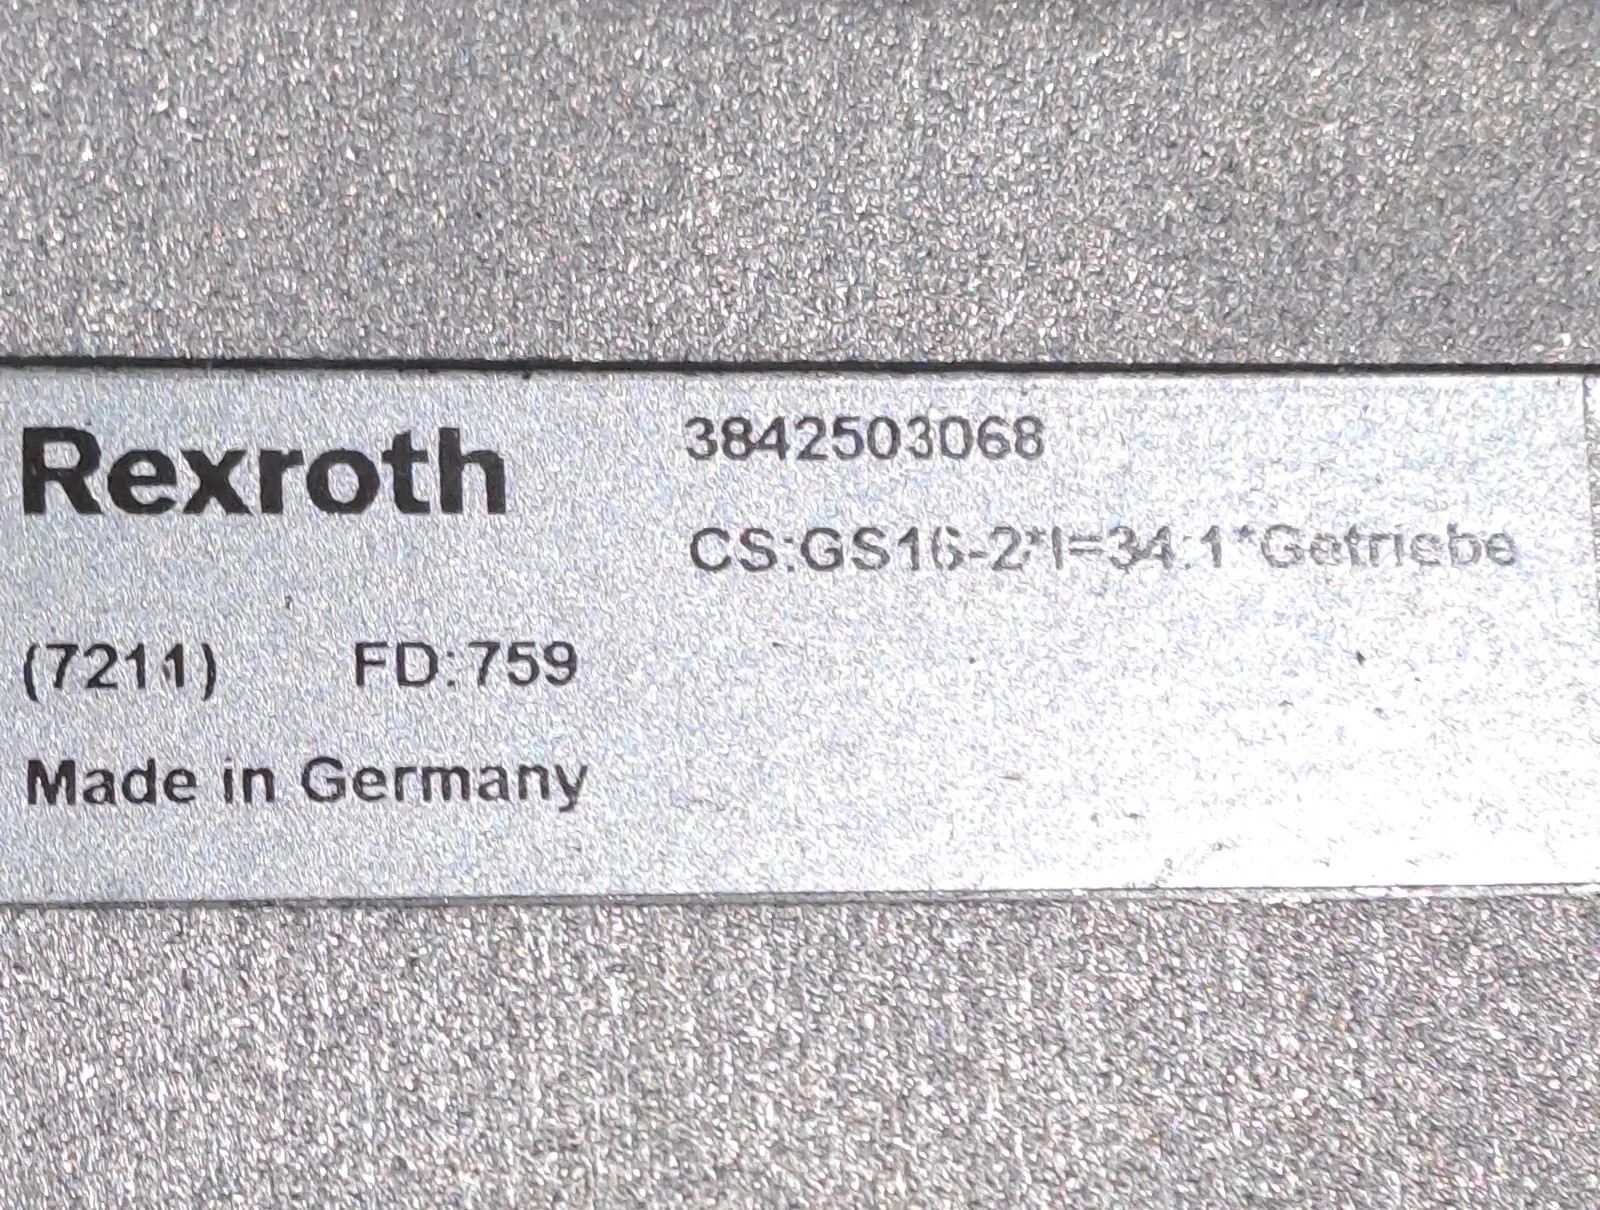 Rexroth
3842503068
CS:GS16-2*I=34:1*Getriebe
(7211) FD:759
Made in Germany